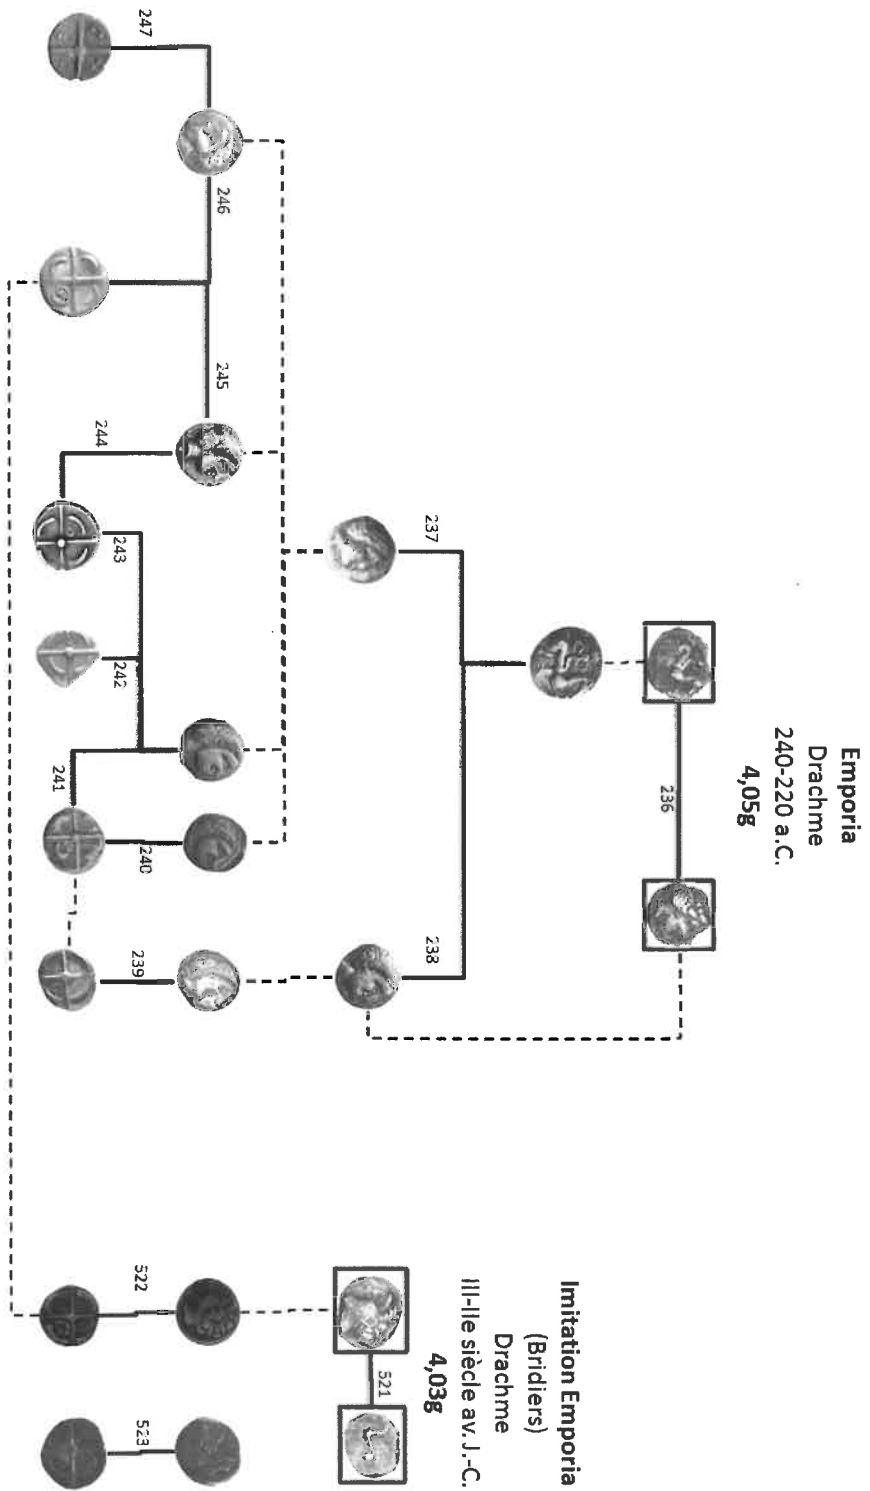 Emporia
Drachme
240-220 a.C.
4,05g
236
237
238
239
240
241
242
243
244
245
246
247
Imitation Emporia
(Bridiers)
Drachme
III-IIe siècle av. J.-C.
4,03g
521
522
523